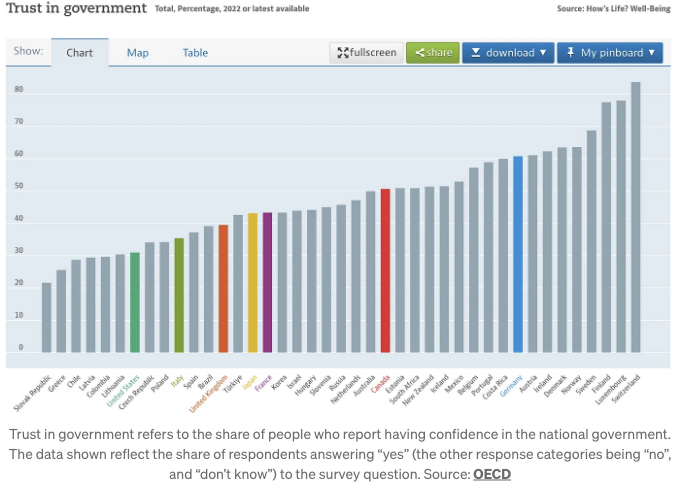 Trust in government Total, Percentage, 2022 or latest available
Source: How's Life? Well-Being
Show:
Chart
Map
Table
fullscreen
share
download
My pinboard
80
70
60
50
40
30
20
10
0
Slovak Republic
Greece
Chile
Latvia
Colombia
Lithuania
United States
Czech Republic
Poland
Italy
Spain
Brazil
United Kingdom
Türkiye
Japan
France
Korea
Israel
Hungary
Slovenia
Russia
Netherlands
Australia
Canada
Estonia
South Africa
New Zealand
Iceland
Mexico
Belgium
Portugal
Costa Rica
Germany
Austria
Ireland
Denmark
Norway
Sweden
Finland
Luxembourg
Switzerland
Trust in government refers to the share of people who report having confidence in the national government.
The data shown reflect the share of respondents answering “yes” (the other response categories being “no”,
and “don’t know”) to the survey question. Source: OECD